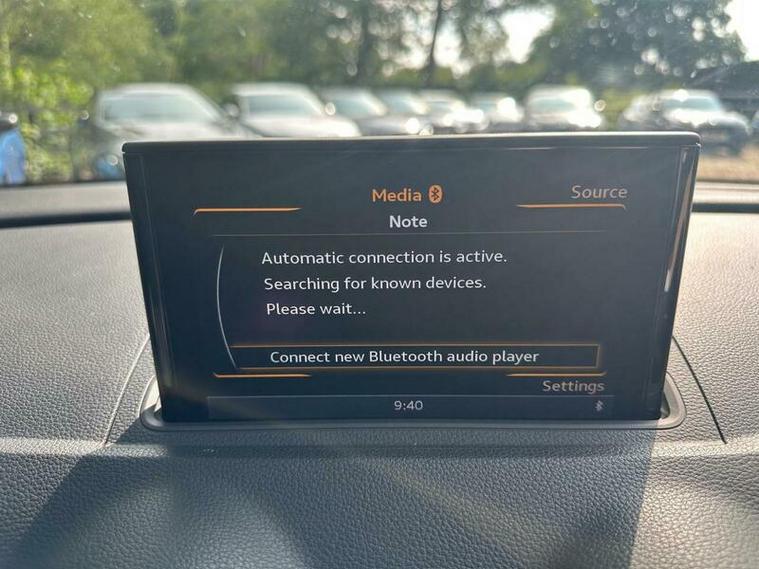 Media
Source
Note
Automatic connection is active.
Searching for known devices.
Please wait...
Connect new Bluetooth audio player
Settings
9:40